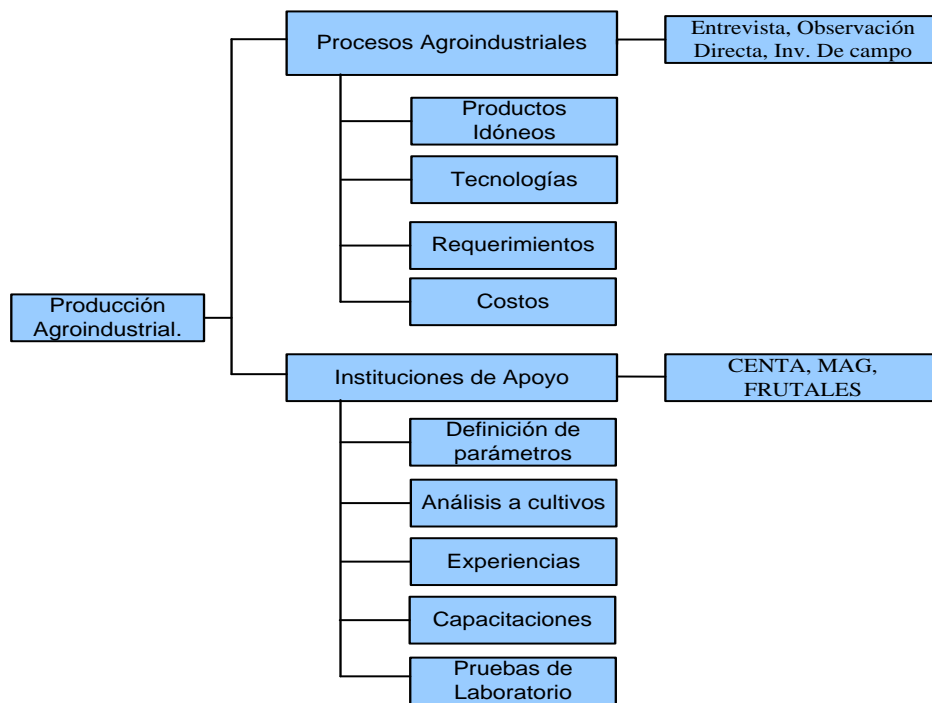 Procesos Agroindustriales
Entrevista, Observación
Directa, Inv. De campo
Productos
Idóneos
Tecnologías
Requerimientos
Costos
Producción
Agroindustrial.
Instituciones de Apoyo
CENTA, MAG,
FRUTALES
Definición de
parámetros
Análisis a cultivos
Experiencias
Capacitaciones
Pruebas de
Laboratorio